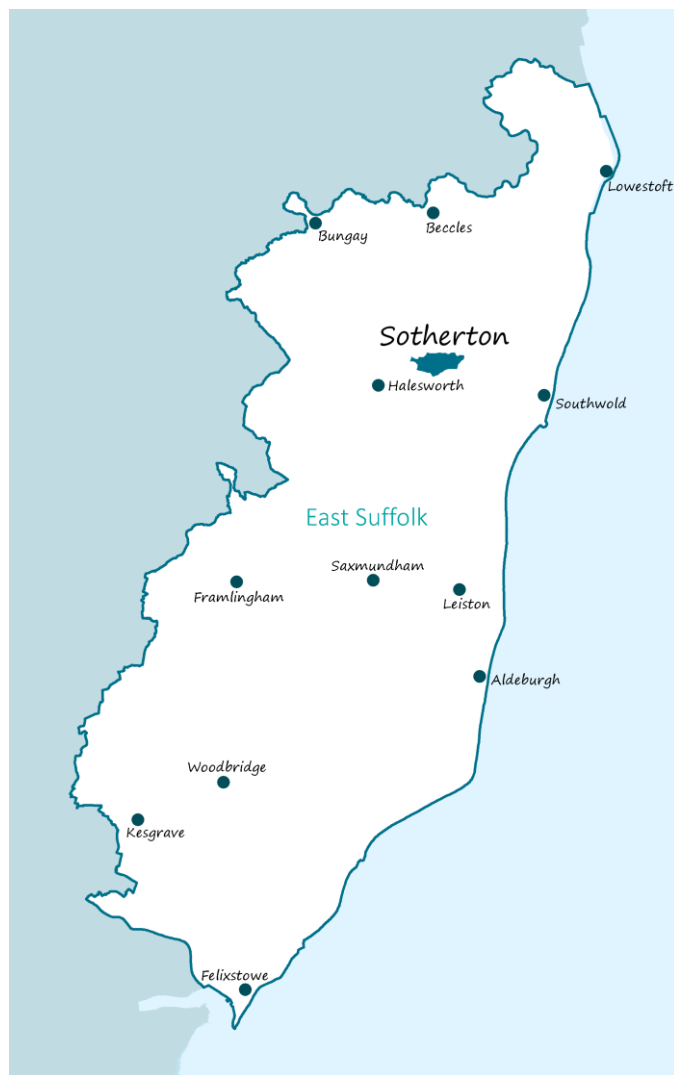 Lowestoft
Beccles
Bungay
Sotherton
Halesworth
Southwold
East Suffolk
Saxmundham
Framlingham
Leiston
Aldeburgh
Woodbridge
Kesgrave
Felixstowe